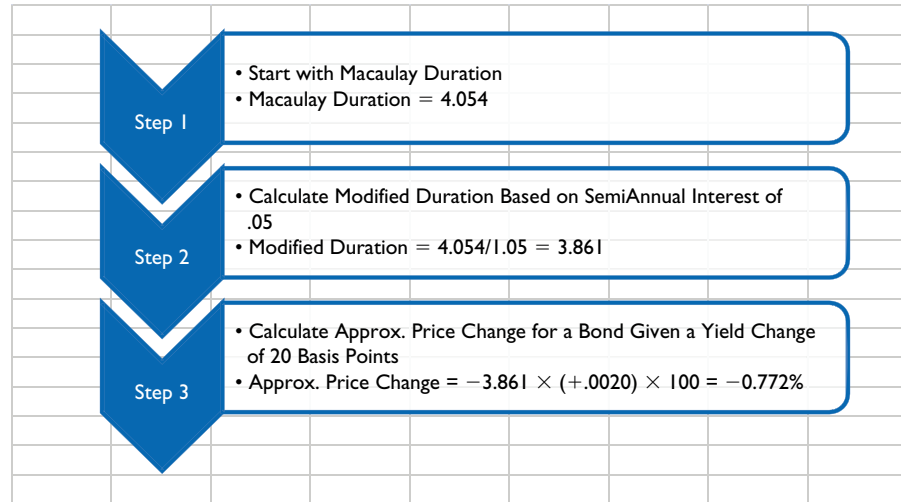 Step 1
• Start with Macaulay Duration
• Macaulay Duration = 4.054
Step 2
• Calculate Modified Duration Based on SemiAnnual Interest of
.05
• Modified Duration = 4.054/1.05 = 3.861
Step 3
• Calculate Approx. Price Change for a Bond Given a Yield Change
of 20 Basis Points
• Approx. Price Change = −3.861 × (+.0020) × 100 = −0.772%